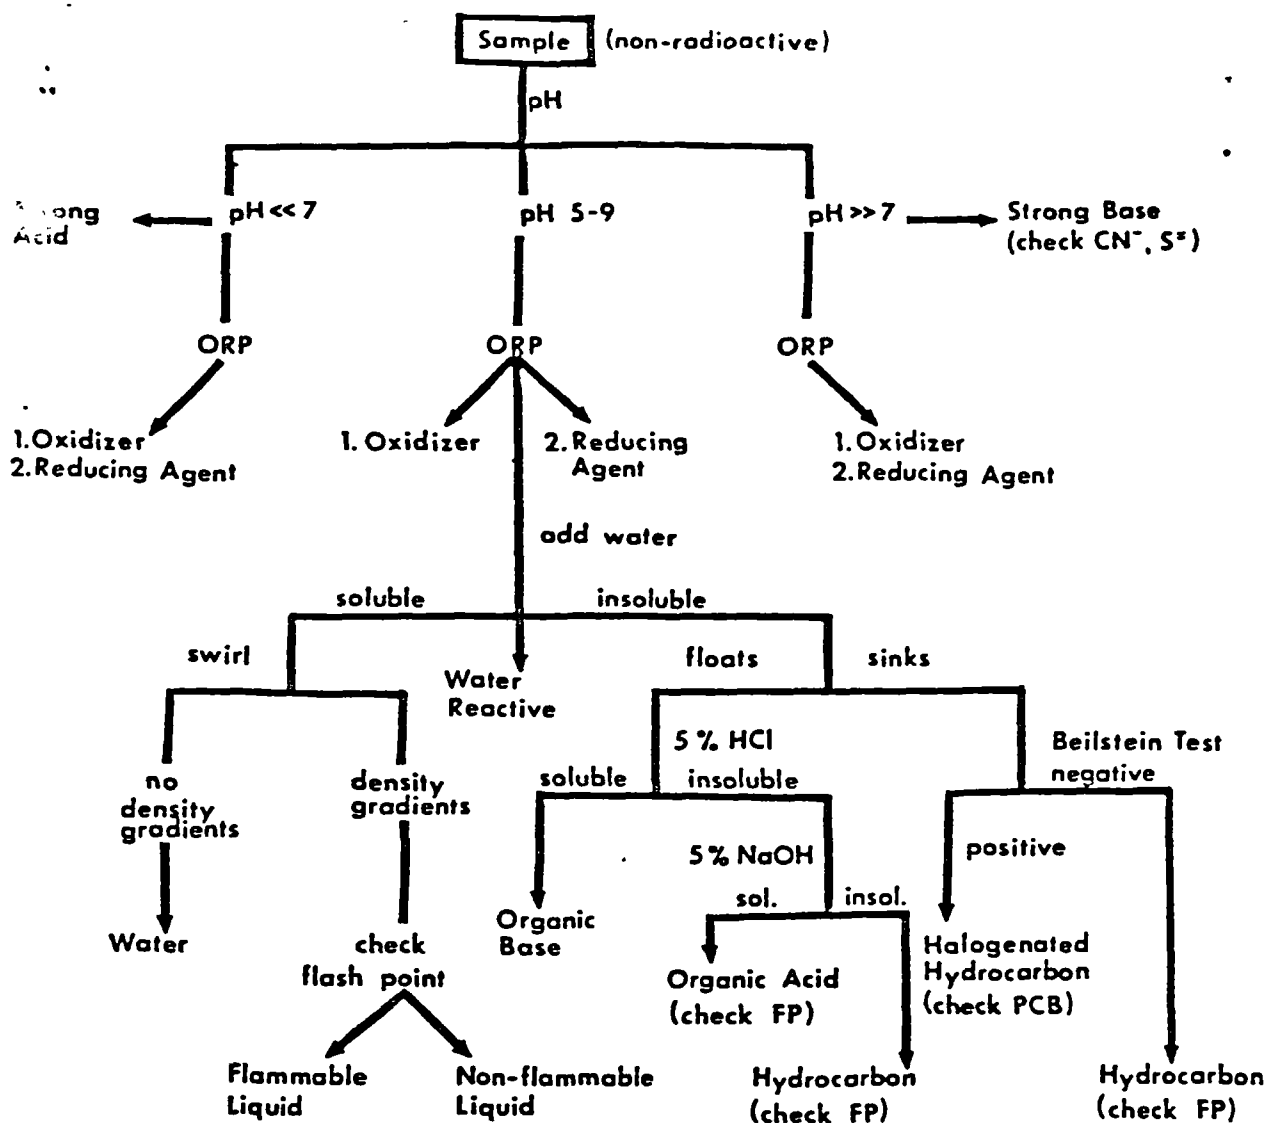 Sample (non-radioactive)
pH
Acid
pH<<7
pH 5-9
pH>>7
Strong Base
(check CN⁻, S⁼)
ORP
ORP
ORP
1.Oxidizer
2.Reducing Agent
1. Oxidizer
2. Reducing
Agent
1.Oxidizer
2.Reducing Agent
add water
soluble
insoluble
swirl
Water
Reactive
floats
sinks
no
density
gradients
density
gradients
5% HCl
soluble
insoluble
Beilstein Test
negative
positive
5% NaOH
sol.
insol.
Water
check
flash point
Organic
Base
Organic Acid
(check FP)
Halogenated
Hydrocarbon
(check PCB)
Flammable
Liquid
Non-flammable
Liquid
Hydrocarbon
(check FP)
Hydrocarbon
(check FP)